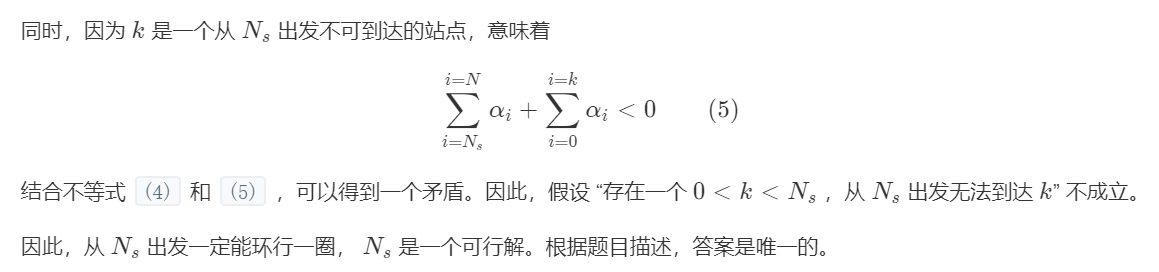 同时，因为 k 是一个从 N_s 出发不可到达的站点，意味着
\sum_{i=N_s}^{i=N} \alpha_i + \sum_{i=0}^{i=k} \alpha_i < 0 (5)
结合不等式 (4) 和 (5) ，可以得到一个矛盾。因此，假设 “存在一个 0 < k < N_s ，从 N_s 出发无法到达 k” 不成立。
因此，从 N_s 出发一定能环行一圈， N_s 是一个可行解。根据题目描述，答案是唯一的。